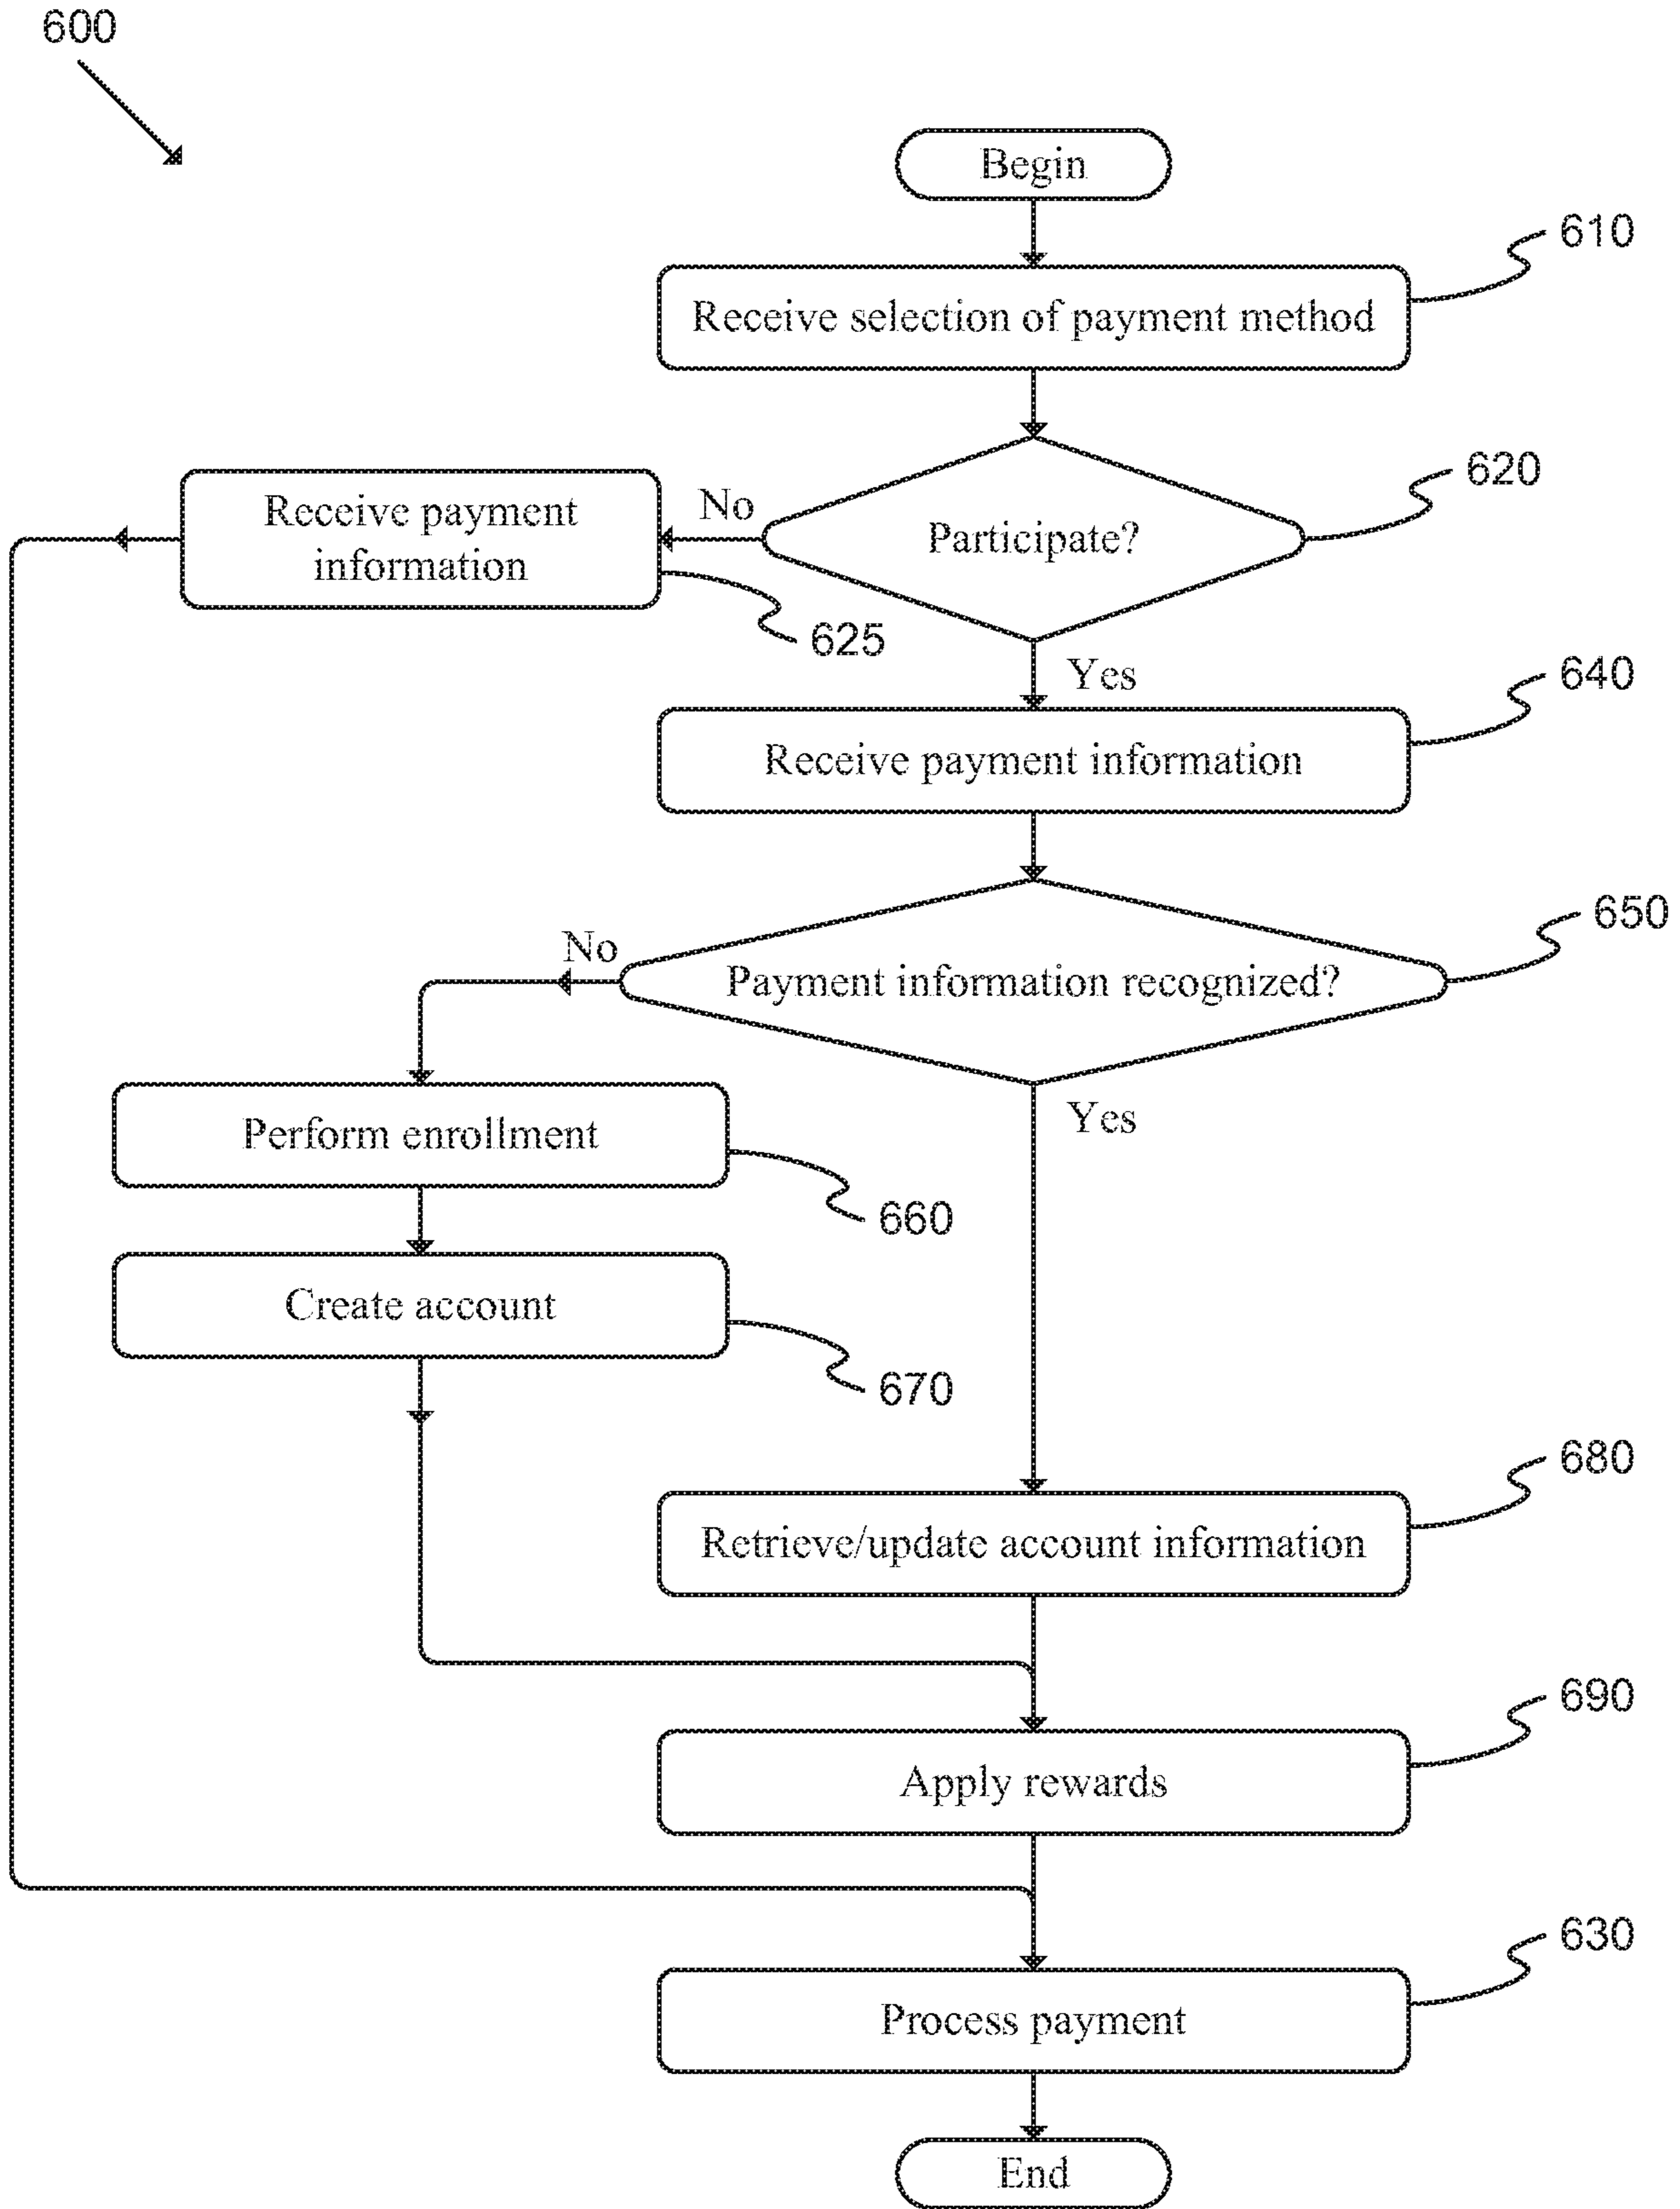 600
Begin
610
Receive selection of payment method
620
Participate?
No
Receive payment
information
625
Yes
640
Receive payment information
650
Payment information recognized?
No
Yes
Perform enrollment
660
Create account
670
680
Retrieve/update account information
690
Apply rewards
630
Process payment
End